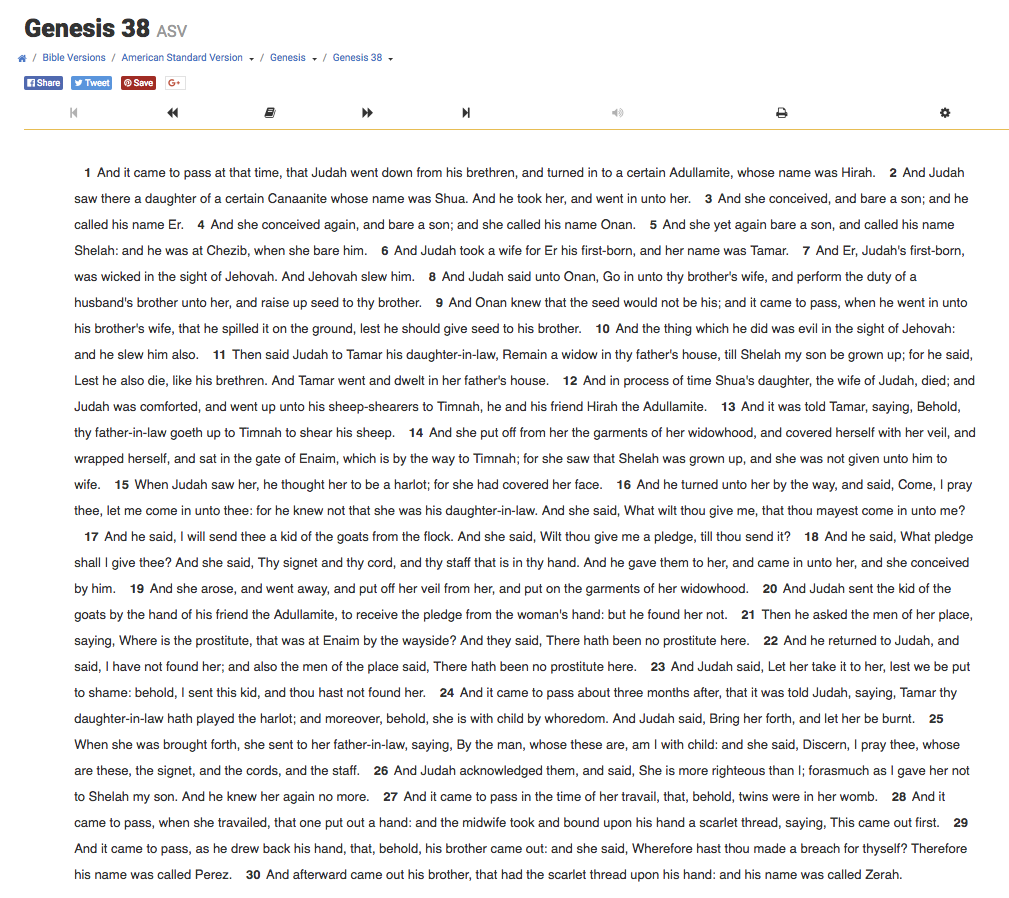 Genesis 38 ASV
/ Bible Versions / American Standard Version / Genesis / Genesis 38
Share Tweet Save G+
1 And it came to pass at that time, that Judah went down from his brethren, and turned in to a certain Adullamite, whose name was Hirah. 2 And Judah
saw there a daughter of a certain Canaanite whose name was Shua. And he took her, and went in unto her. 3 And she conceived, and bare a son; and he
called his name Er. 4 And she conceived again, and bare a son; and she called his name Onan. 5 And she yet again bare a son, and called his name
Shelah: and he was at Chezib, when she bare him. 6 And Judah took a wife for Er his first-born, and her name was Tamar. 7 And Er, Judah's first-born,
was wicked in the sight of Jehovah. And Jehovah slew him. 8 And Judah said unto Onan, Go in unto thy brother's wife, and perform the duty of a
husband's brother unto her, and raise up seed to thy brother. 9 And Onan knew that the seed would not be his; and it came to pass, when he went in unto
his brother's wife, that he spilled it on the ground, lest he should give seed to his brother. 10 And the thing which he did was evil in the sight of Jehovah:
and he slew him also. 11 Then said Judah to Tamar his daughter-in-law, Remain a widow in thy father's house, till Shelah my son be grown up; for he said,
Lest he also die, like his brethren. And Tamar went and dwelt in her father's house. 12 And in process of time Shua's daughter, the wife of Judah, died; and
Judah was comforted, and went up unto his sheep-shearers to Timnah, he and his friend Hirah the Adullamite. 13 And it was told Tamar, saying, Behold,
thy father-in-law goeth up to Timnah to shear his sheep. 14 And she put off from her the garments of her widowhood, and covered herself with her veil, and
wrapped herself, and sat in the gate of Enaim, which is by the way to Timnah; for she saw that Shelah was grown up, and she was not given unto him to
wife. 15 When Judah saw her, he thought her to be a harlot; for she had covered her face. 16 And he turned unto her by the way, and said, Come, I pray
thee, let me come in unto thee: for he knew not that she was his daughter-in-law. And she said, What wilt thou give me, that thou mayest come in unto me?
17 And he said, I will send thee a kid of the goats from the flock. And she said, Wilt thou give me a pledge, till thou send it? 18 And he said, What pledge
shall I give thee? And she said, Thy signet and thy cord, and thy staff that is in thy hand. And he gave them to her, and came in unto her, and she conceived
by him. 19 And she arose, and went away, and put off her veil from her, and put on the garments of her widowhood. 20 And Judah sent the kid of the
goats by the hand of his friend the Adullamite, to receive the pledge from the woman's hand: but he found her not. 21 Then he asked the men of her place,
saying, Where is the prostitute, that was at Enaim by the wayside? And they said, There hath been no prostitute here. 22 And he returned to Judah, and
said, I have not found her; and also the men of the place said, There hath been no prostitute here. 23 And Judah said, Let her take it to her, lest we be put
to shame: behold, I sent this kid, and thou hast not found her. 24 And it came to pass about three months after, that it was told Judah, saying, Tamar thy
daughter-in-law hath played the harlot; and moreover, behold, she is with child by whoredom. And Judah said, Bring her forth, and let her be burnt. 25
When she was brought forth, she sent to her father-in-law, saying, By the man, whose these are, am I with child: and she said, Discern, I pray thee, whose
are these, the signet, and the cords, and the staff. 26 And Judah acknowledged them, and said, She is more righteous than I; forasmuch as I gave her not
to Shelah my son. And he knew her again no more. 27 And it came to pass in the time of her travail, that, behold, twins were in her womb. 28 And it
came to pass, when she travailed, that one put out a hand: and the midwife took and bound upon his hand a scarlet thread, saying, This came out first. 29
And it came to pass, as he drew back his hand, that, behold, his brother came out: and she said, Wherefore hast thou made a breach for thyself? Therefore
his name was called Perez. 30 And afterward came out his brother, that had the scarlet thread upon his hand: and his name was called Zerah.